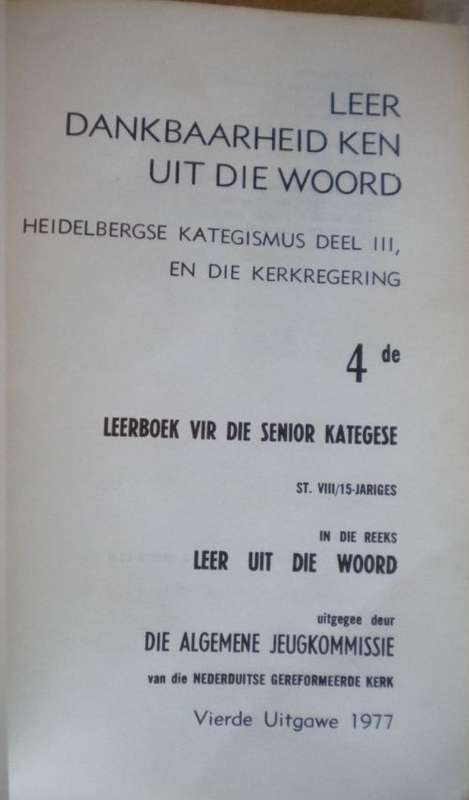 LEER
DANKBAARHEID KEN
UIT DIE WOORD
HEIDELBERGSE KATEGISMUS DEEL III,
EN DIE KERKREGERING
4 de
LEERBOEK VIR DIE SENIOR KATEGESE
ST. VIII/15-JARIGES
IN DIE REEKS
LEER UIT DIE WOORD
uitgegee deur
DIE ALGEMENE JEUGKOMMISSIE
van die NEDERDUITSE GEREFORMEERDE KERK
Vierde Uitgawe 1977